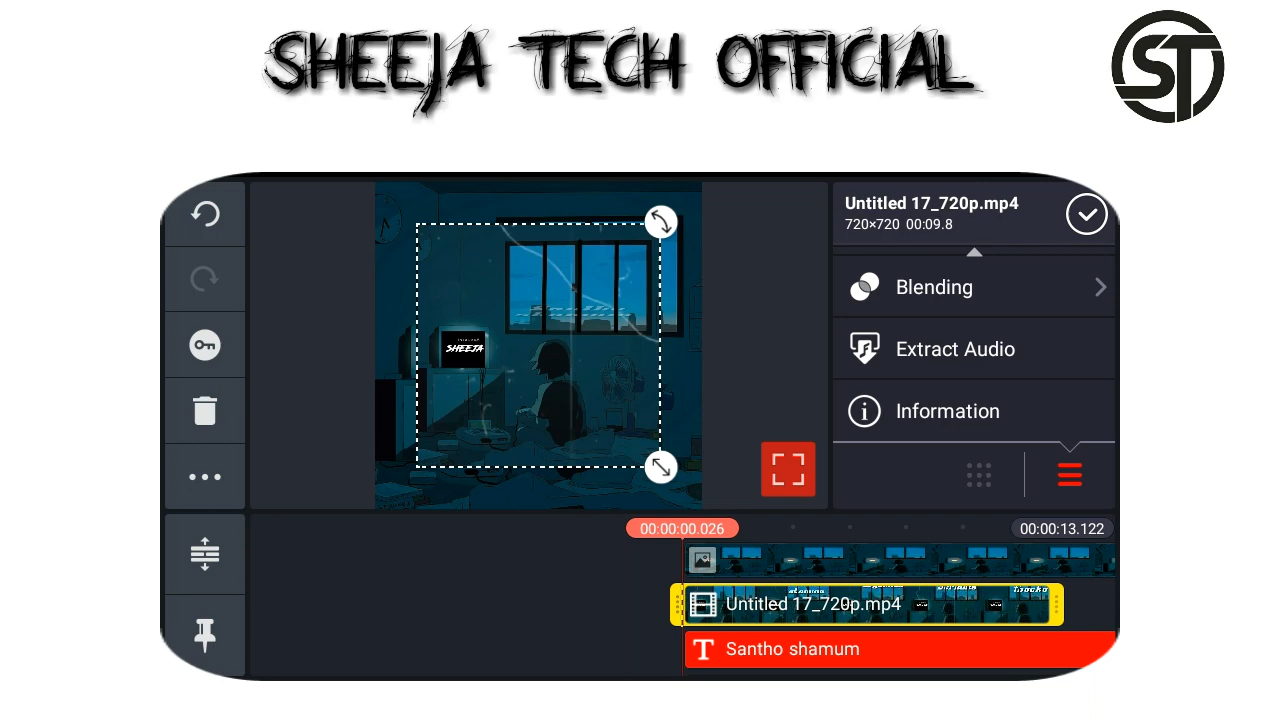 SHEEJA TECH OFFICIAL
ST
Untitled 17_720p.mp4
720×720 00:09.8
Blending
Extract Audio
Information
SHEEJA
00:00:00.026
00:00:13.122
Untitled 17_720p.mp4
Santho shamum